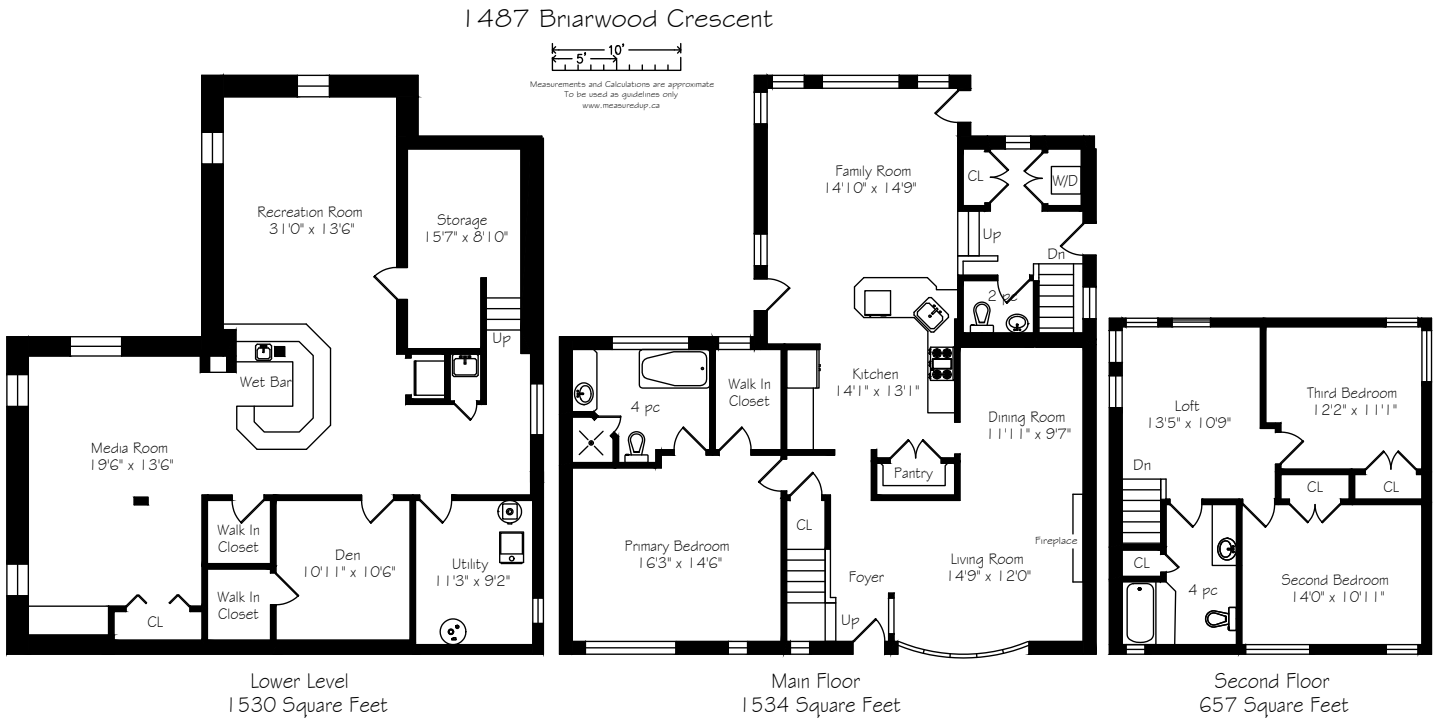 1487 Briarwood Crescent
10'
5'
Measurements and Calculations are approximate
To be used as guidelines only
www.measuredup.ca
Recreation Room
31'0" x 13'6"
Storage
15'7" x 8'10"
Up
Wet Bar
Media Room
19'6" x 13'6"
Walk In
Closet
Den
10'11" x 10'6"
Utility
11'3" x 9'2"
Walk In
Closet
CL
Lower Level
1530 Square Feet
Family Room
14'10" x 14'9"
CL
W/D
Up
Dn
2 pc
Kitchen
14'1" x 13'1"
Walk In
Closet
4 pc
Dining Room
11'11" x 9'7"
Pantry
CL
Primary Bedroom
16'3" x 14'6"
Fireplace
Living Room
14'9" x 12'0"
Foyer
Up
Main Floor
1534 Square Feet
Third Bedroom
12'2" x 11'1"
Loft
13'5" x 10'9"
Dn
CL
CL
CL
Second Bedroom
14'0" x 10'11"
4 pc
Second Floor
657 Square Feet